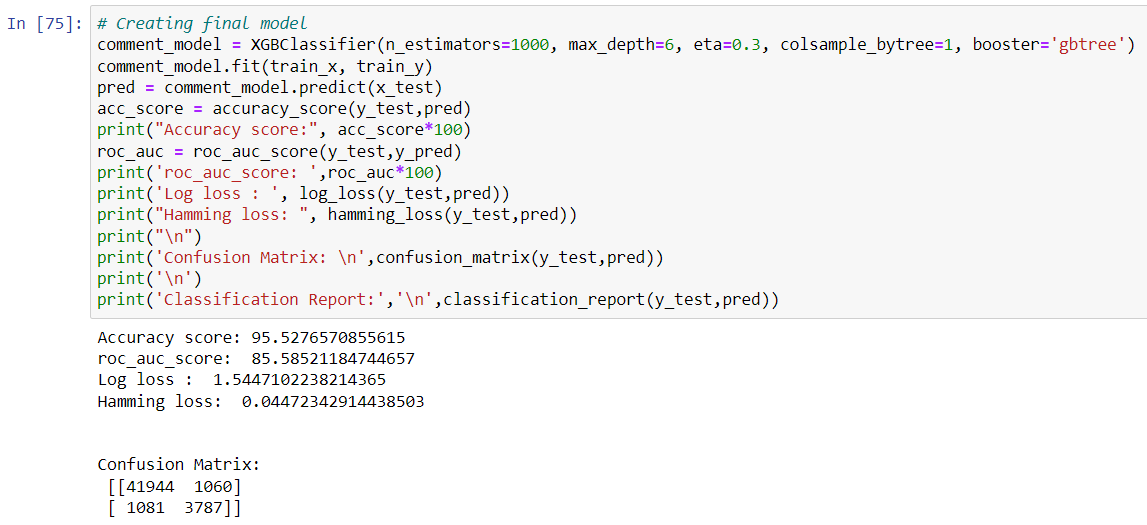 In [75]: # Creating final model
comment_model = XGBClassifier(n_estimators=1000, max_depth=6, eta=0.3, colsample_bytree=1, booster='gbtree')
comment_model.fit(train_x, train_y)
pred = comment_model.predict(x_test)
acc_score = accuracy_score(y_test,pred)
print("Accuracy score:", acc_score*100)
roc_auc = roc_auc_score(y_test,y_pred)
print('roc_auc_score: ',roc_auc*100)
print('Log loss : ', log_loss(y_test,pred))
print("Hamming loss: ", hamming_loss(y_test,pred))
print("\n")
print('Confusion Matrix: \n',confusion_matrix(y_test,pred))
print('\n')
print('Classification Report:','\n',classification_report(y_test,pred))
Accuracy score: 95.5276570855615
roc_auc_score:  85.58521184744657
Log loss :  1.5447102238214365
Hamming loss:  0.04472342914438503
Confusion Matrix:
[[41944  1060]
[ 1081  3787]]